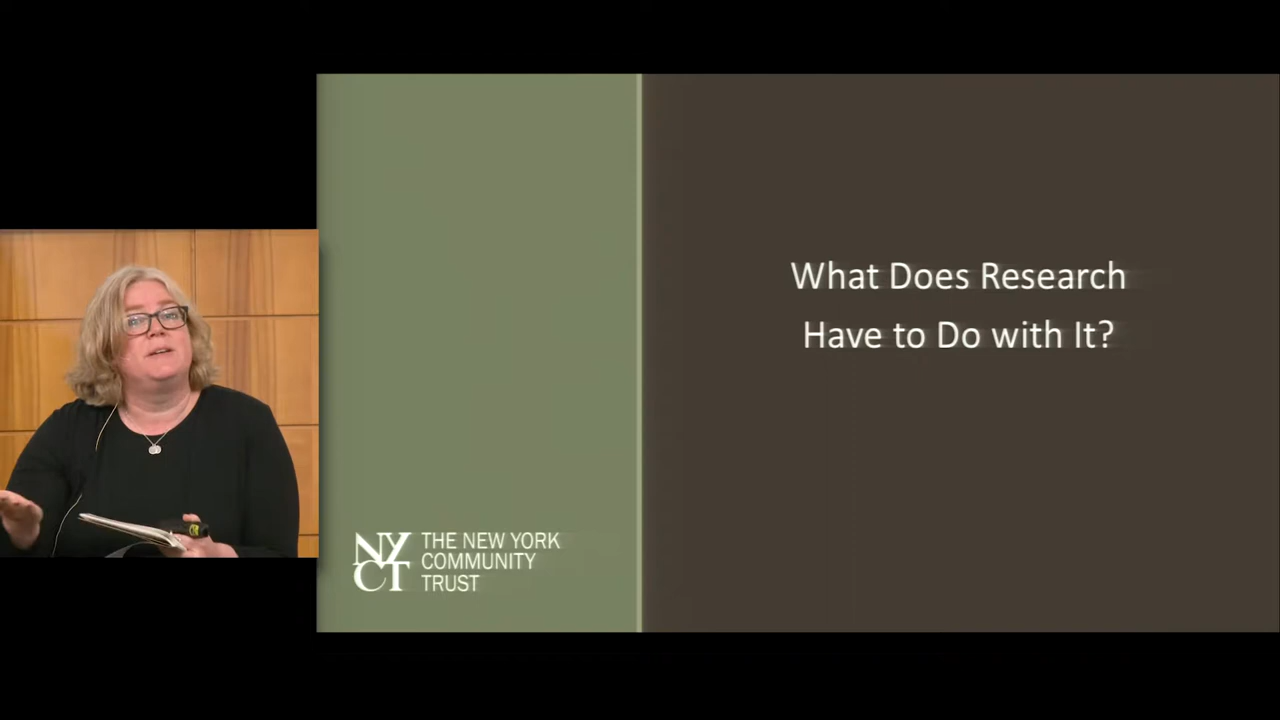 What Does Research
Have to Do with It?
NY
CT
THE NEW YORK
COMMUNITY
TRUST